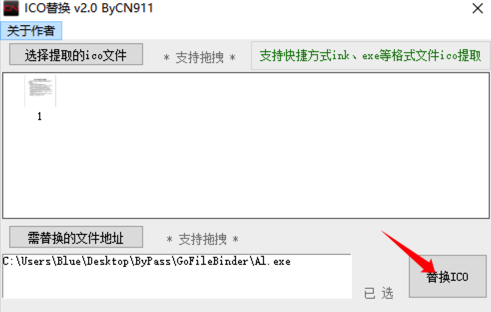 ICO替换 v2.0 ByCN911
关于作者
选择提取的ico文件
* 支持拖拽 *
支持快捷方式ink、exe等格式文件ico提取
1
需替换的文件地址
* 支持拖拽 *
C:\Users\Blue\Desktop\ByPass\GoFileBinder\Al.exe
已 选
替换ICO